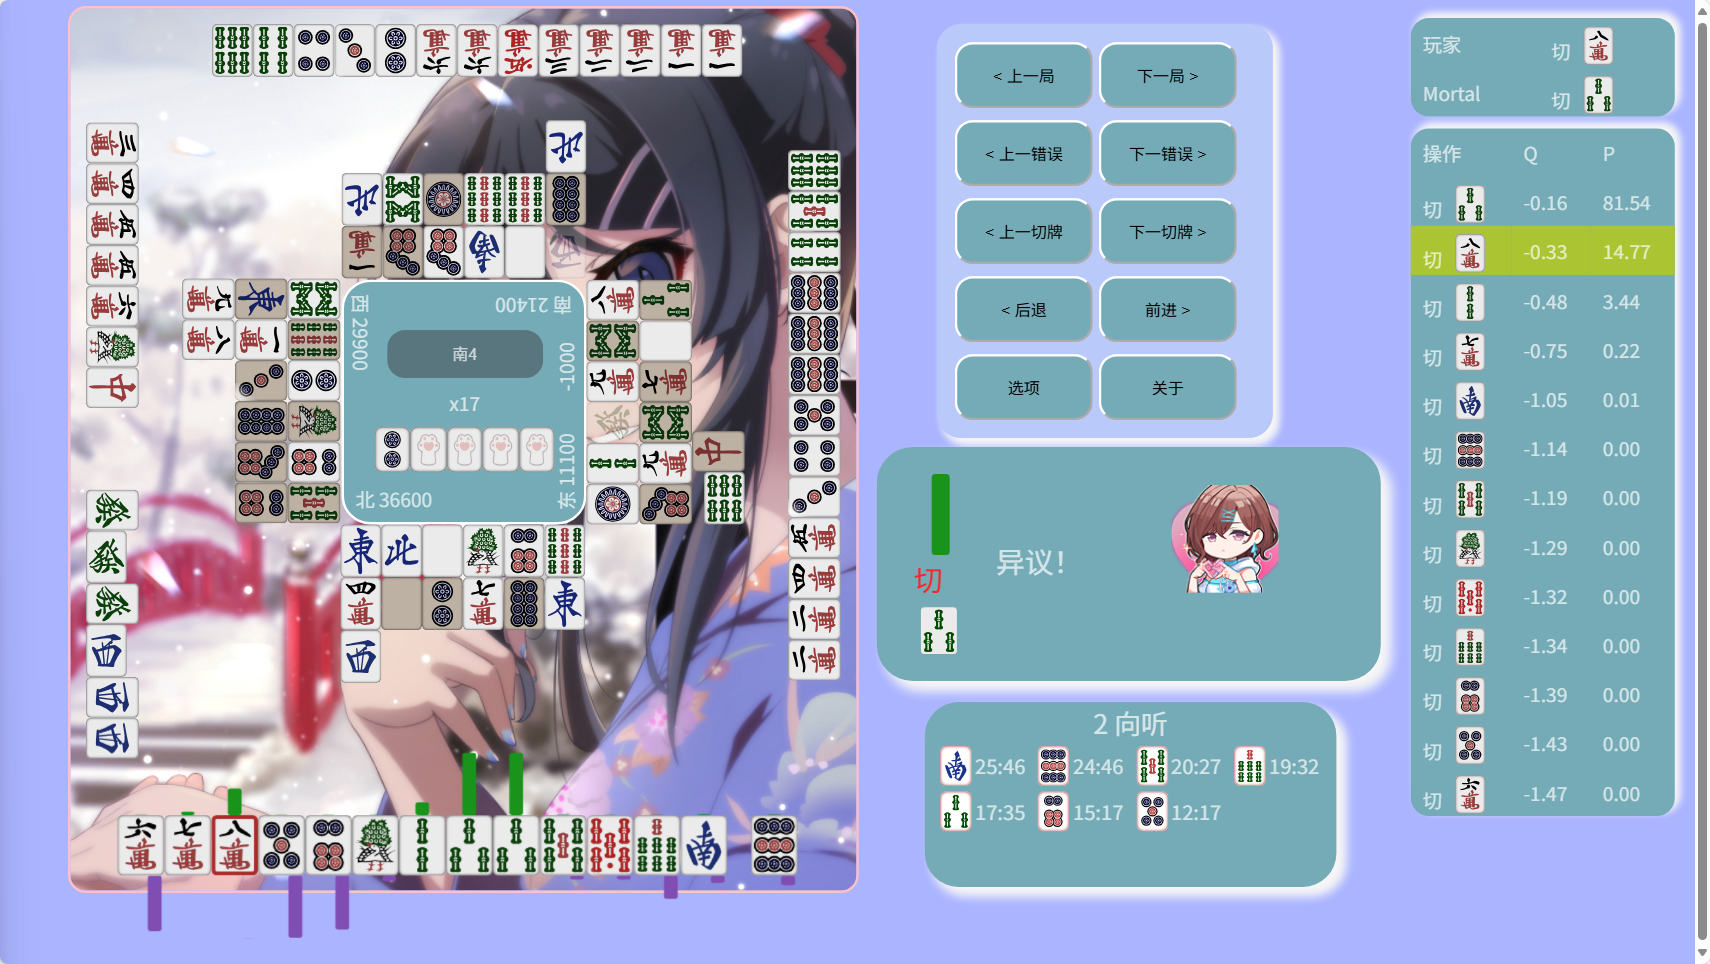 南4
x17
西 29900
南 21400
-1000
东 11100
北 36600
< 上一局
下一局 >
< 上一错误
下一错误 >
< 上一切牌
下一切牌 >
< 后退
前进 >
选项
关于
切
异议！
2 向听
25:46
24:46
20:27
19:32
17:35
15:17
12:17
玩家 切
Mortal 切
操作 Q P
切 -0.16 81.54
切 -0.33 14.77
切 -0.48 3.44
切 -0.75 0.22
切 -1.05 0.01
切 -1.14 0.00
切 -1.19 0.00
切 -1.29 0.00
切 -1.32 0.00
切 -1.34 0.00
切 -1.39 0.00
切 -1.43 0.00
切 -1.47 0.00